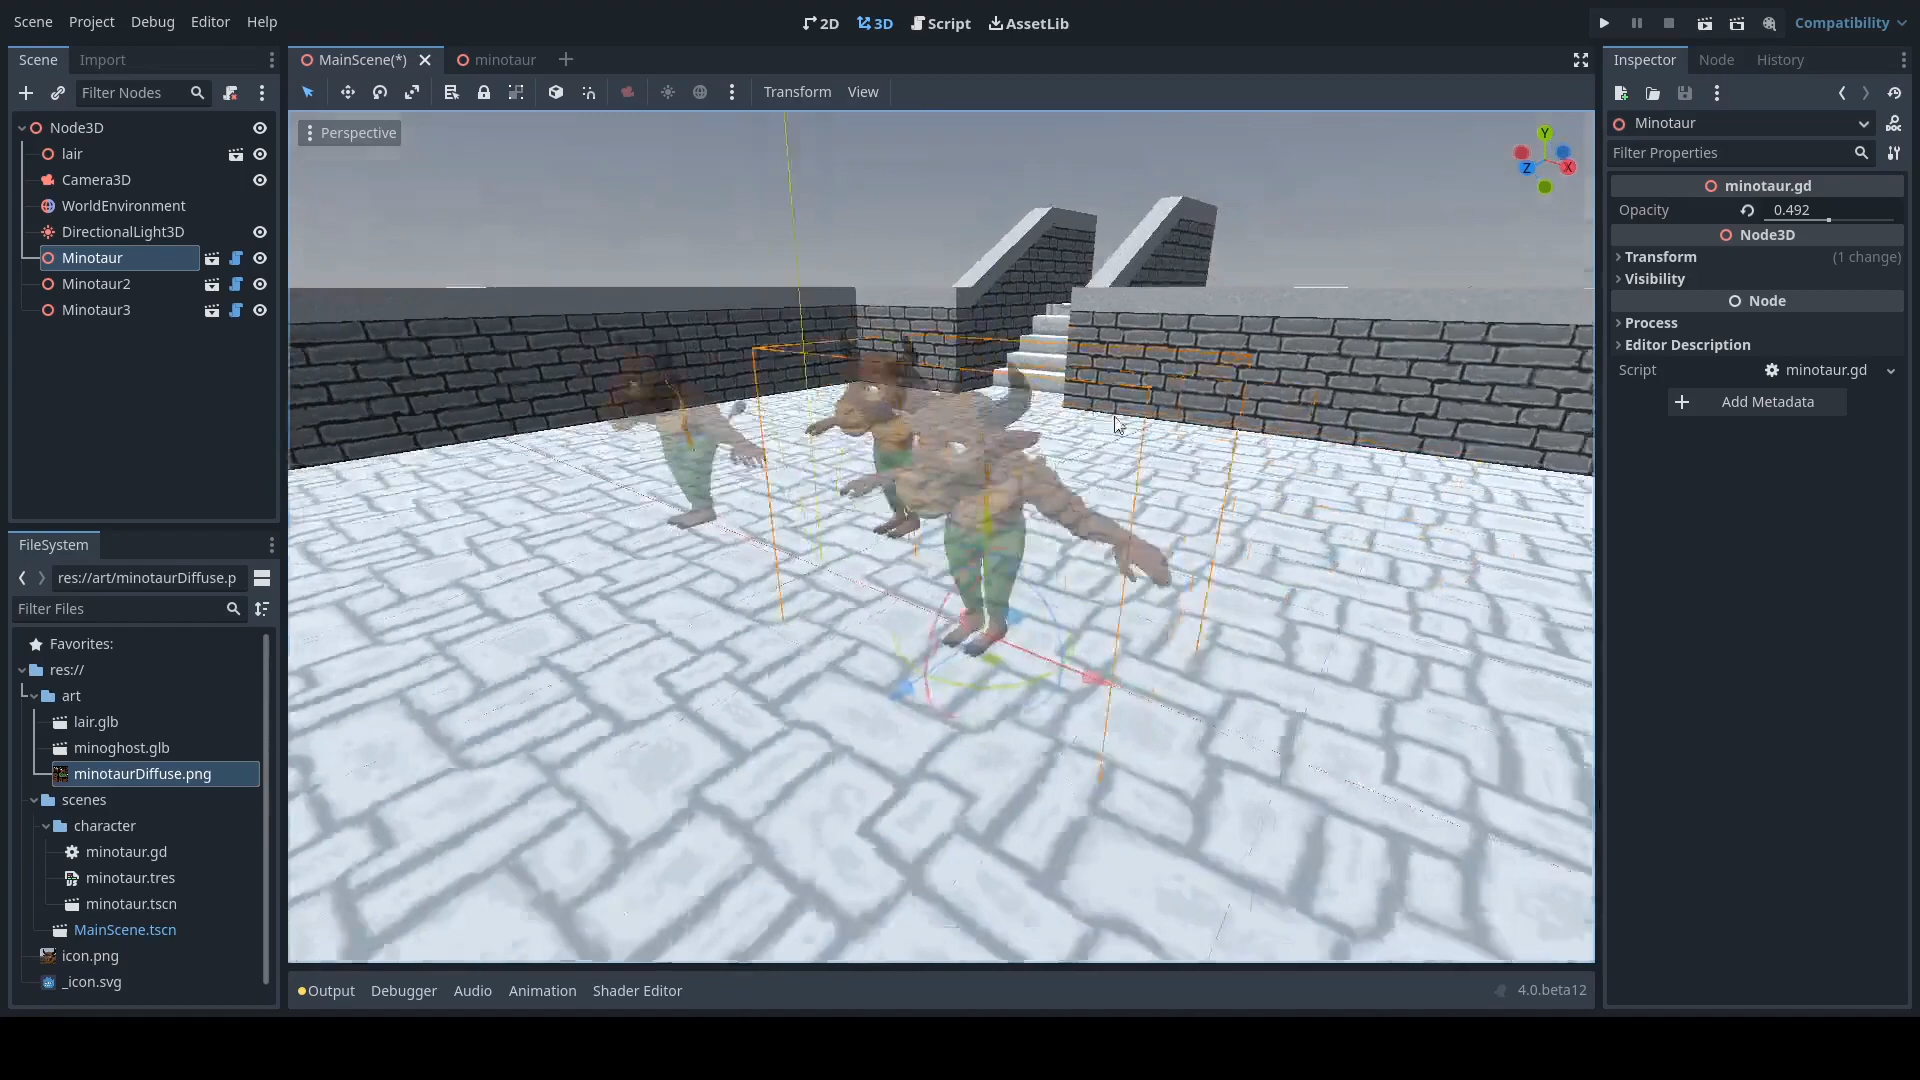 Scene Project Debug Editor Help
2D 3D Script AssetLib
Compatibility
Scene Import
Filter Nodes
Node3D
lair
Camera3D
WorldEnvironment
DirectionalLight3D
Minotaur
Minotaur2
Minotaur3
FileSystem
res://art/minotaurDiffuse.p
Filter Files
Favorites:
res://
art
lair.glb
minoghost.glb
minotaurDiffuse.png
scenes
character
minotaur.gd
minotaur.tres
minotaur.tscn
MainScene.tscn
icon.png
_icon.svg
MainScene(*) minotaur
Transform View
Perspective
Y
Z
X
Output Debugger Audio Animation Shader Editor
4.0.beta12
Inspector Node History
Minotaur
Filter Properties
minotaur.gd
Opacity 0.492
Node3D
Transform (1 change)
Visibility
Node
Process
Editor Description
Script minotaur.gd
Add Metadata